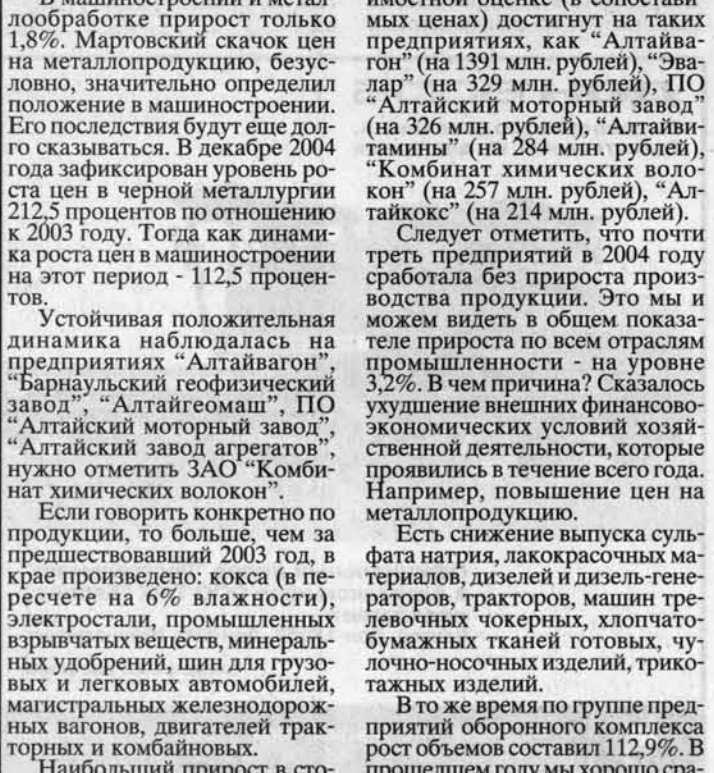 В машиностроении и метал-
лообработке прирост только
1,8%. Мартовский скачок цен
на металлопродукцию, безус-
ловно, значительно определил
положение в машиностроении.
Его последствия будут еще дол-
го сказываться. В декабре 2004
года зафиксирован уровень ро-
ста цен в черной металлургии
212,5 процентов по отношению
к 2003 году. Тогда как динами-
ка роста цен в машиностроении
на этот период - 112,5 процен-
тов.
Устойчивая положительная
динамика наблюдалась на
предприятиях "Алтайвагон",
"Барнаульский геофизический
завод", "Алтайгеомаш", ПО
"Алтайский моторный завод",
"Алтайский завод агрегатов",
нужно отметить ЗАО "Комби-
нат химических волокон".
Если говорить конкретно по
продукции, то больше, чем за
предшествовавший 2003 год, в
крае произведено: кокса (в пе-
ресчете на 6% влажности),
электростали, промышленных
взрывчатых веществ, минераль-
ных удобрений, шин для грузо-
вых и легковых автомобилей,
магистральных железнодорож-
ных вагонов, двигателей трак-
торных и комбайновых.
Наибольший прирост в сто-
имостной оценке (в сопостави-
мых ценах) достигнут на таких
предприятиях, как "Алтайва-
гон" (на 1391 млн. рублей), "Эва-
лар" (на 329 млн. рублей), ПО
"Алтайский моторный завод"
(на 326 млн. рублей), "Алтайви-
тамины" (на 284 млн. рублей),
"Комбинат химических воло-
кон" (на 257 млн. рублей), "Ал-
тайкокс" (на 214 млн. рублей).
Следует отметить, что почти
треть предприятий в 2004 году
сработала без прироста произ-
водства продукции. Это мы и
можем видеть в общем показа-
теле прироста по всем отраслям
промышленности - на уровне
3,2%. В чем причина? Сказалось
ухудшение внешних финансово-
экономических условий хозяй-
ственной деятельности, которые
проявились в течение всего года.
Например, повышение цен на
металлопродукцию.
Есть снижение выпуска суль-
фата натрия, лакокрасочных ма-
териалов, дизелей и дизель-гене-
раторов, тракторов, машин тре-
левочных чокерных, хлопчато-
бумажных тканей готовых, чу-
лочно-носочных изделий, трико-
тажных изделий.
В то же время по группе пред-
приятий оборонного комплекса
рост объемов составил 112,9%. В
прошедшем году мы хорошо сра-